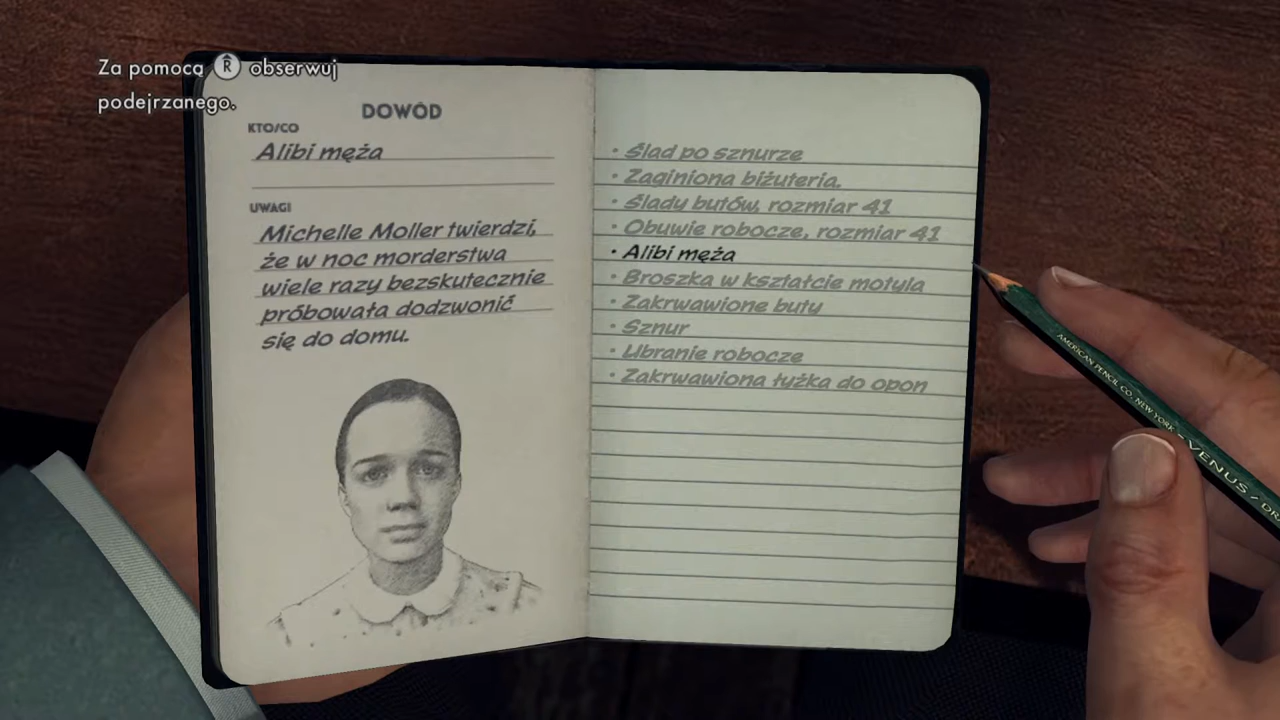 Za pomocą R obserwuj
podejrzanego.
DOWÓD
KTO/CO
Alibi męża
UWAGI
Michelle Moller twierdzi,
że w noc morderstwa
wiele razy bezskutecznie
próbowała dodzwonić
się do domu.
• Ślad po sznurze
• Zaginiona biżuteria.
• Ślady butów, rozmiar 41
• Obuwie robocze, rozmiar 41
• Alibi męża
• Broszka w kształcie motyla
• Zakrwawione buty
• Sznur
• Ubranie robocze
• Zakrwawiona łyżka do opon
AMERICAN PENCIL CO. NEW YORK
VENUS / DR